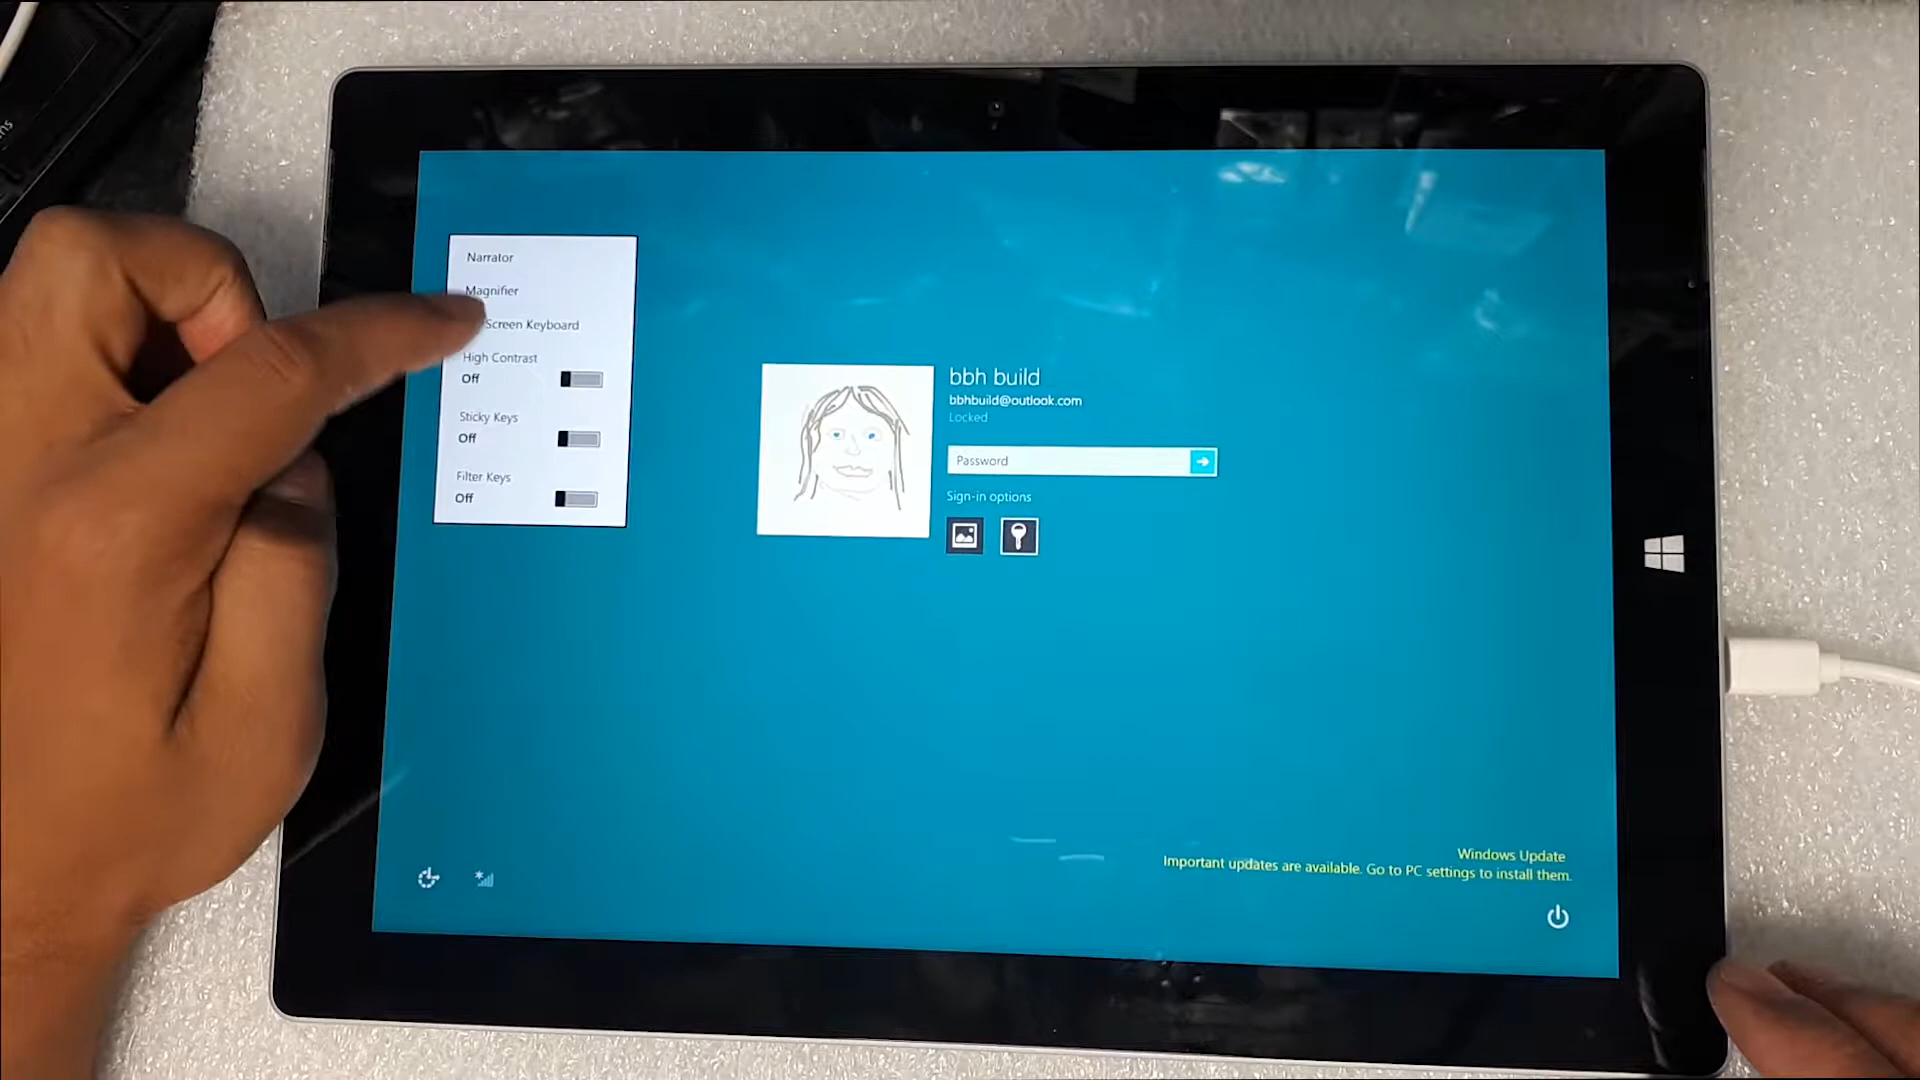 Narrator
Magnifier
Screen Keyboard
High Contrast
Off
Sticky Keys
Off
Filter Keys
Off
bbh build
bbhbuild@outlook.com
Locked
Password
Sign-in options
Windows Update
Important updates are available. Go to PC settings to install them.